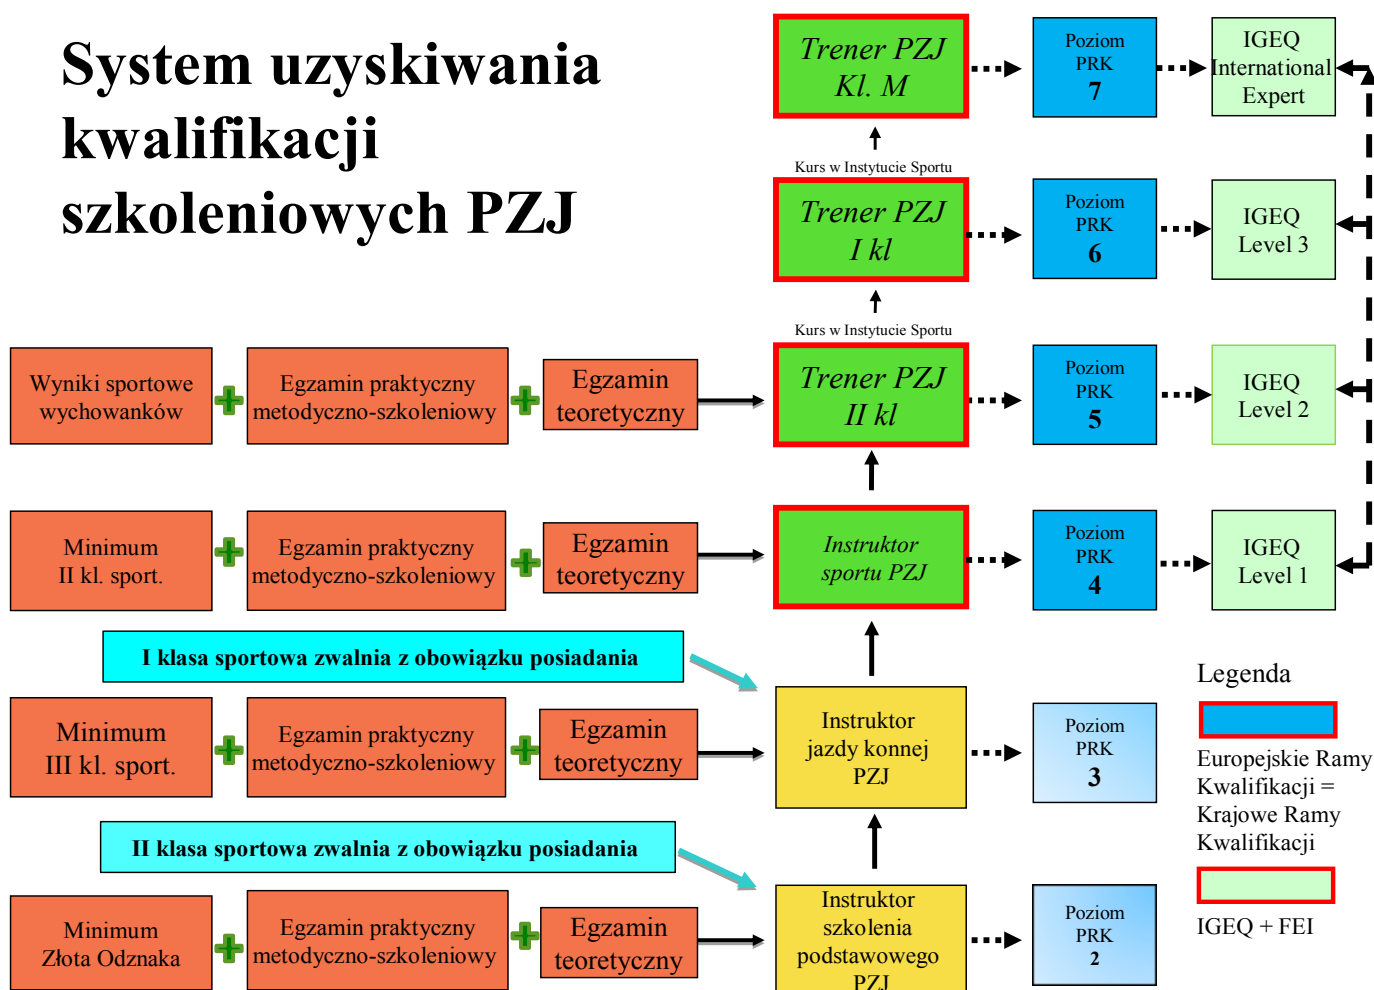 System uzyskiwania
kwalifikacji
szkoleniowych PZJ
Trener PZJ
Kl. M
Poziom
PRK
7
IGEQ
International
Expert
Kurs w Instytucie Sportu
Trener PZJ
I kl
Poziom
PRK
6
IGEQ
Level 3
Kurs w Instytucie Sportu
Wyniki sportowe
wychowanków
Egzamin praktyczny
metodyczno-szkoleniowy
Egzamin
teoretyczny
Trener PZJ
II kl
Poziom
PRK
5
IGEQ
Level 2
Minimum
II kl. sport.
Egzamin praktyczny
metodyczno-szkoleniowy
Egzamin
teoretyczny
Instruktor
sportu PZJ
Poziom
PRK
4
IGEQ
Level 1
I klasa sportowa zwalnia z obowiązku posiadania
Minimum
III kl. sport.
Egzamin praktyczny
metodyczno-szkoleniowy
Egzamin
teoretyczny
Instruktor
jazdy konnej
PZJ
Poziom
PRK
3
II klasa sportowa zwalnia z obowiązku posiadania
Minimum
Złota Odznaka
Egzamin praktyczny
metodyczno-szkoleniowy
Egzamin
teoretyczny
Instruktor
szkolenia
podstawowego
PZJ
Poziom
PRK
2
Legenda
Europejskie Ramy
Kwalifikacji =
Krajowe Ramy
Kwalifikacji
IGEQ + FEI